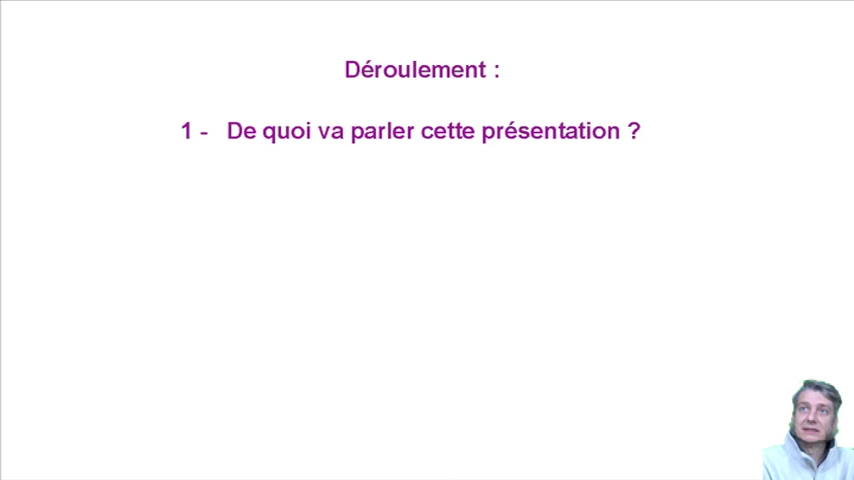 Déroulement :
1 - De quoi va parler cette présentation ?